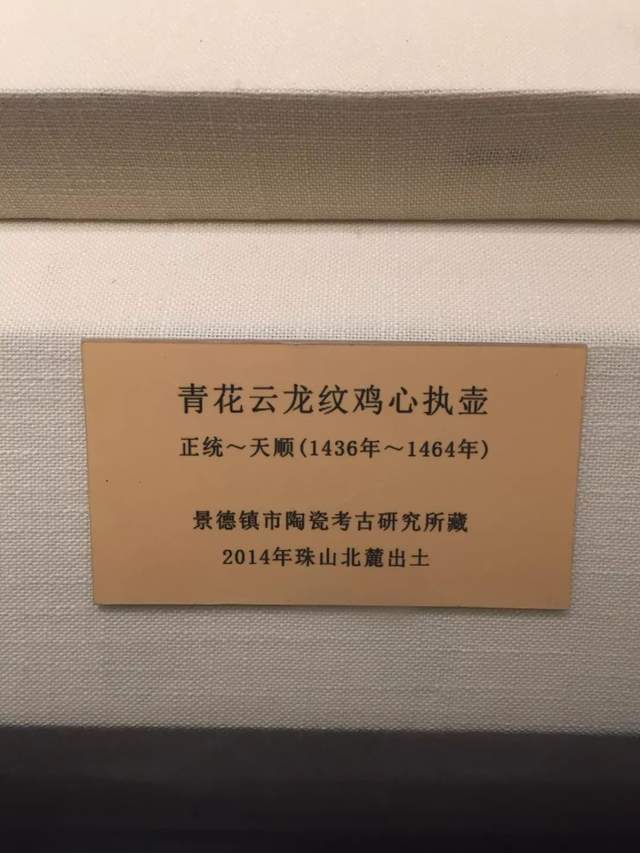 青花云龙纹鸡心执壶
正统～天顺(1436年～1464年)
景德镇市陶瓷考古研究所藏
2014年珠山北麓出土